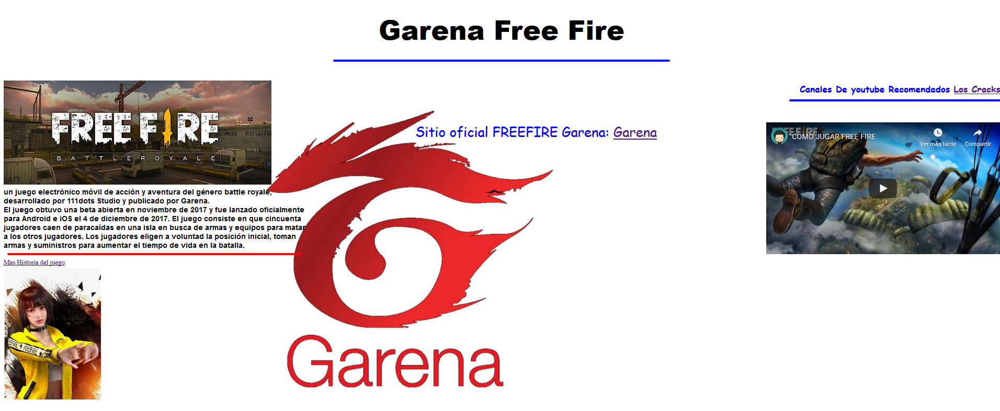 Garena Free Fire
FREE FIRE
BATTLEROYALE
un juego electrónico móvil de acción y aventura del género battle royale,
desarrollado por 111dots Studio y publicado por Garena.
El juego obtuvo una beta abierta en noviembre de 2017 y fue lanzado oficialmente
para Android e iOS el 4 de diciembre de 2017. El juego consiste en que cincuenta
jugadores caen de paracaídas en una isla en busca de armas y equipos para matar
a los otros jugadores. Los jugadores eligen a voluntad la posición inicial, toman
armas y suministros para aumentar el tiempo de vida en la batalla.
Mas Historia del juego
FREEFIRE FREEFIRE
Sitio oficial FREEFIRE Garena: Garena
Garena
Canales De youtube Recomendados Los Cracks
FREE FIRE
COMO JUGAR FREE FIRE
Ver más tarde
Compartir